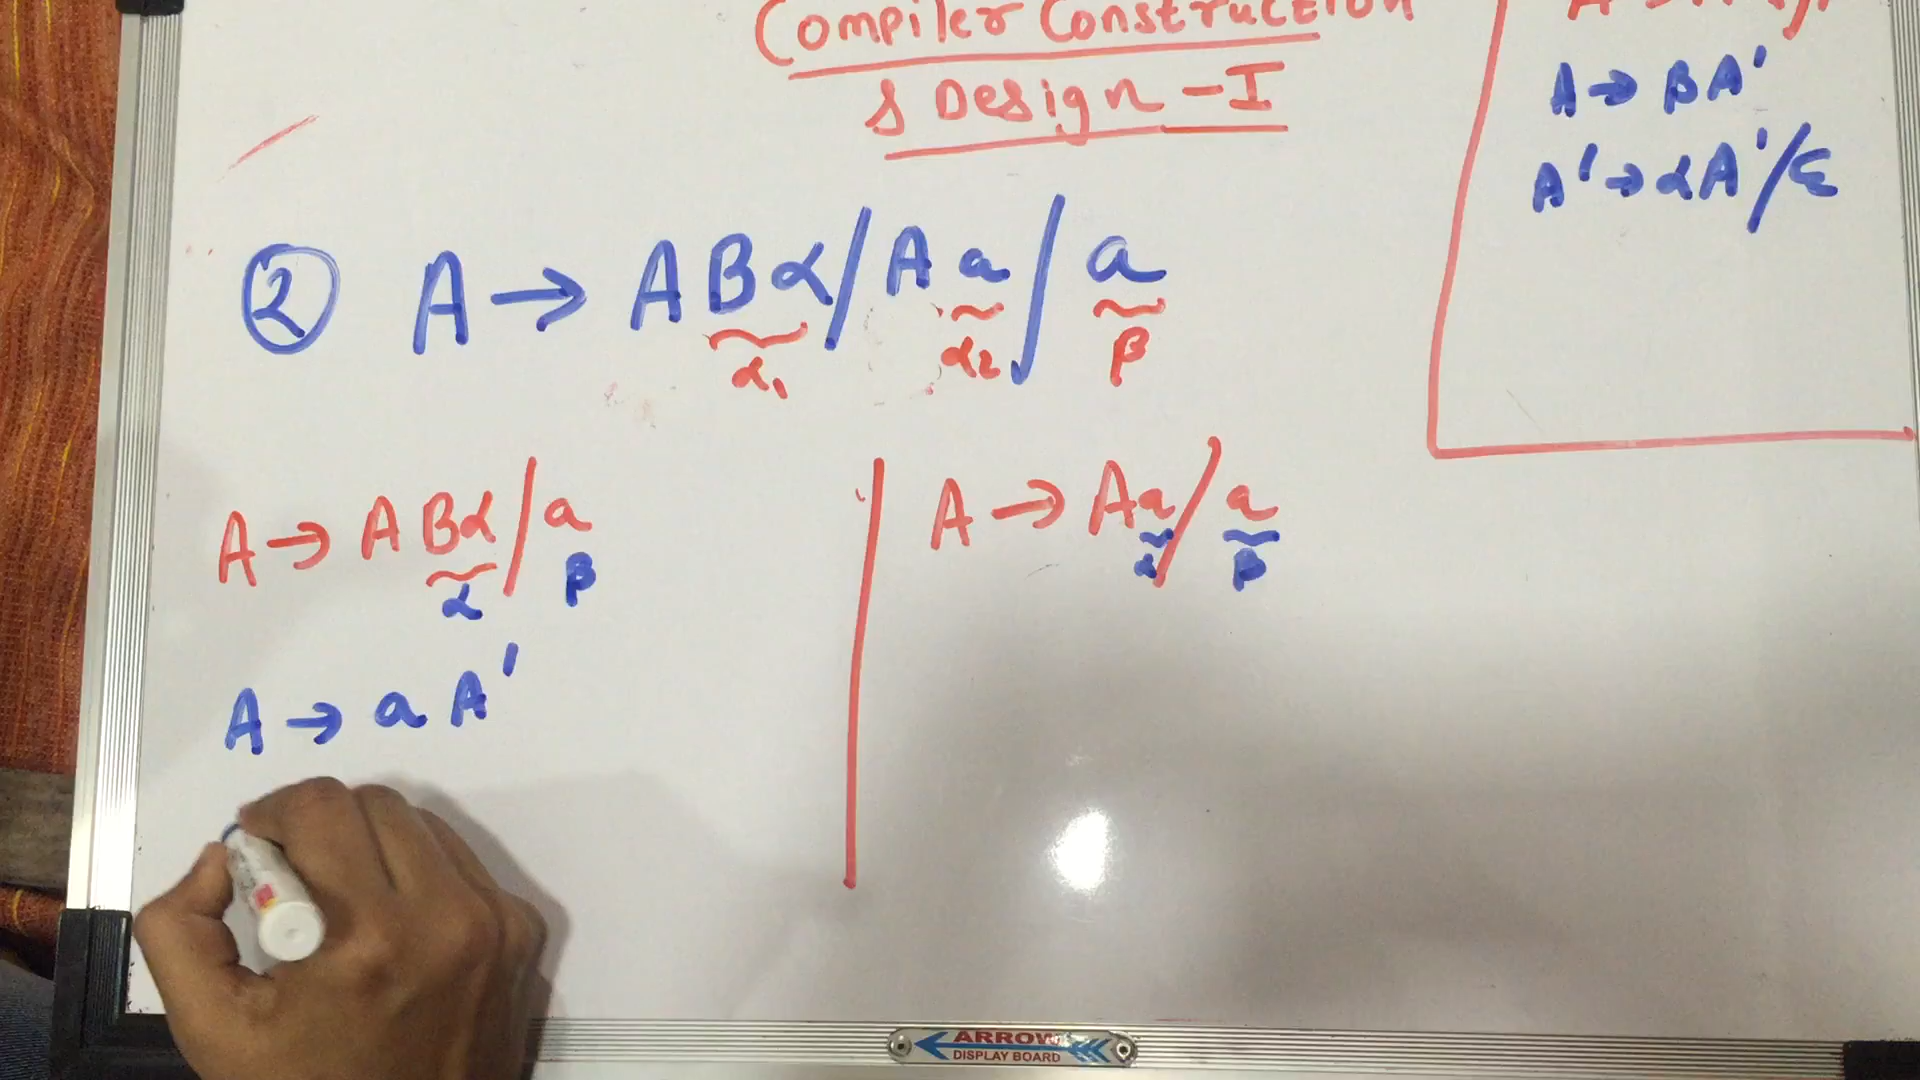 Compiler Construction
& Design - I
A → βA'
A' → αA'/ε
② A → ABα/Aa/a
α₁ α₂ β
A → ABα/a
α β
A → Aa/a
α β
A → aA'
ARROW
DISPLAY BOARD